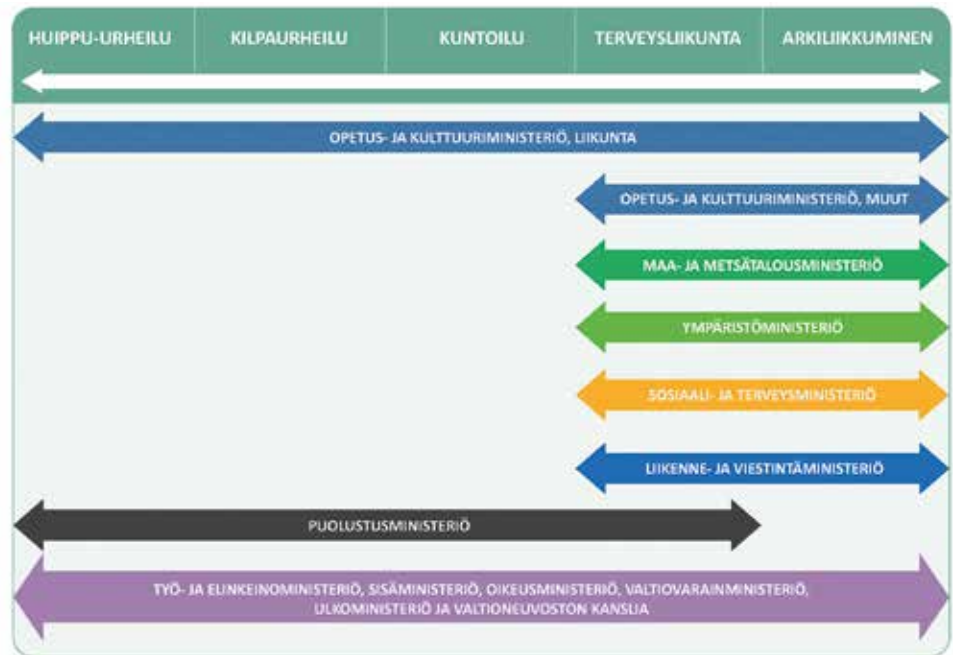 HUIPPU-URHEILU KILPAURHEILU KUNTOILU TERVEYSLIIKUNTA ARKILIIKKUMINEN
OPETUS- JA KULTTUURIMINISTERIÖ, LIIKUNTA
OPETUS- JA KULTTUURIMINISTERIÖ, MUUT
MAA- JA METSÄTALOUSMINISTERIÖ
YMPÄRISTÖMINISTERIÖ
SOSIAALI- JA TERVEYSMINISTERIÖ
LIIKENNE- JA VIESTINTÄMINISTERIÖ
PUOLUSTUSMINISTERIÖ
TYÖ- JA ELINKEINOMINISTERIÖ, SISÄMINISTERIÖ, OIKEUSMINISTERIÖ, VALTIOVARAINMINISTERIÖ,
ULKOMINISTERIÖ JA VALTIONEUVOSTON KANSLIA